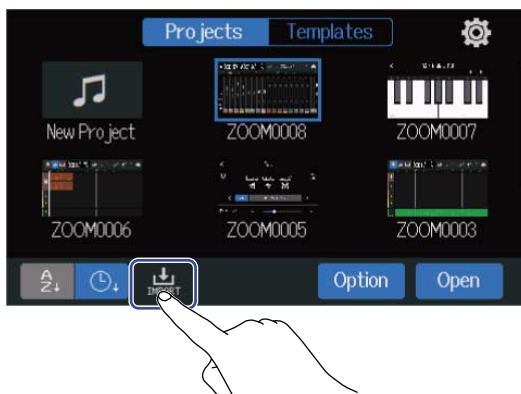 Projects Templates
New Project ZOOM0008 ZOOM0007
ZOOM0006 ZOOM0005 ZOOM0003
A Z↓ ↓ IMPORT Option Open